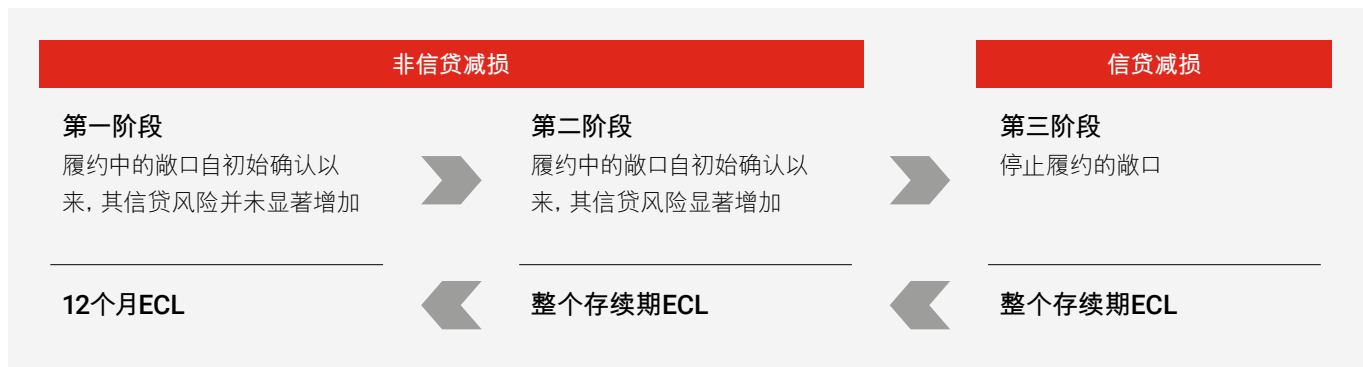 非信贷减损
信贷减损
第一阶段
履约中的敞口自初始确认以
来，其信贷风险并未显著增加
12个月ECL
第二阶段
履约中的敞口自初始确认以
来，其信贷风险显著增加
整个存续期ECL
第三阶段
停止履约的敞口
整个存续期ECL